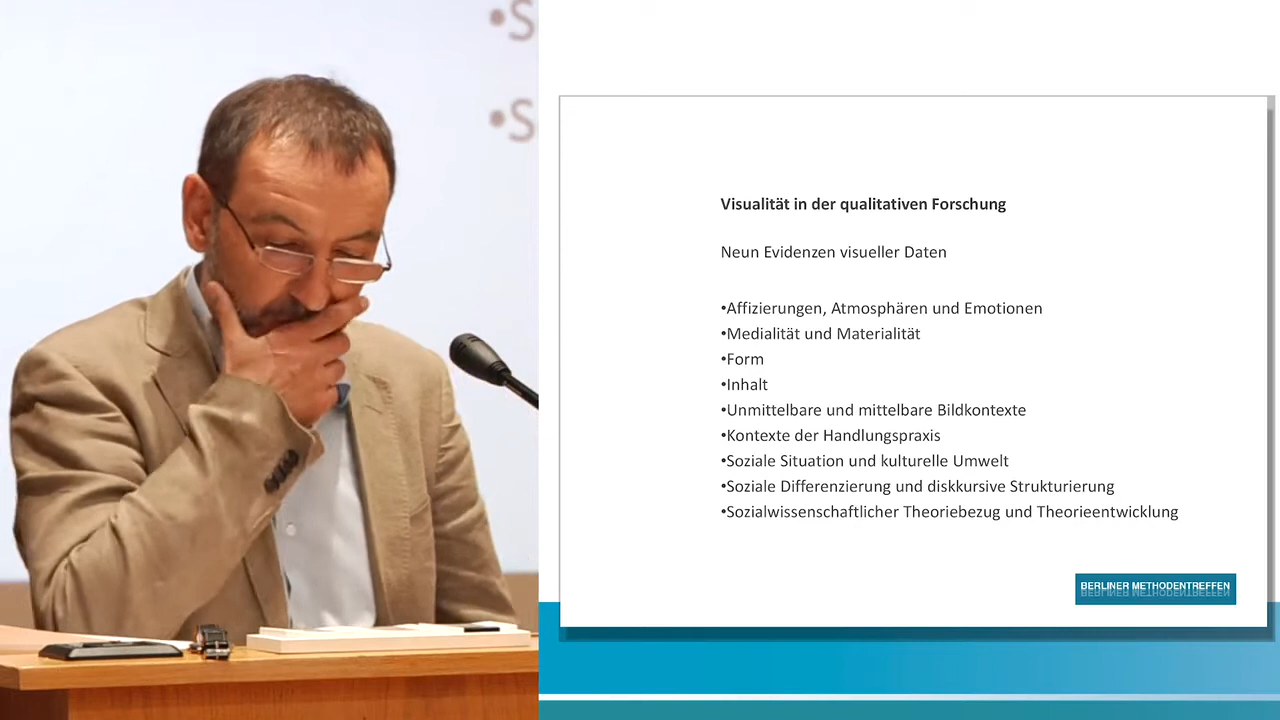 •S
•S
Visualität in der qualitativen Forschung
Neun Evidenzen visueller Daten
•Affizierungen, Atmosphären und Emotionen
•Medialität und Materialität
•Form
•Inhalt
•Unmittelbare und mittelbare Bildkontexte
•Kontexte der Handlungspraxis
•Soziale Situation und kulturelle Umwelt
•Soziale Differenzierung und diskkursive Strukturierung
•Sozialwissenschaftlicher Theoriebezug und Theorieentwicklung
BERLINER METHODENTREFFEN